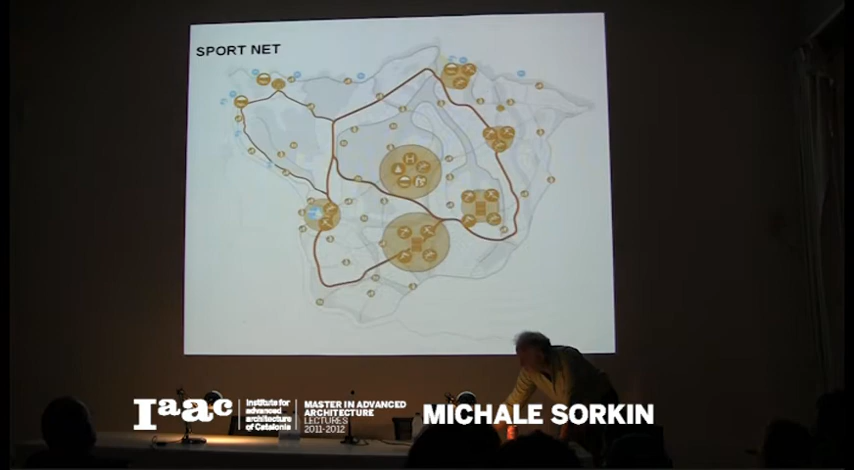 SPORT NET
Iaac
Institute for
advanced
architecture
of Catalonia
MASTER IN ADVANCED
ARCHITECTURE
LECTURES
2011-2012
MICHALE SORKIN